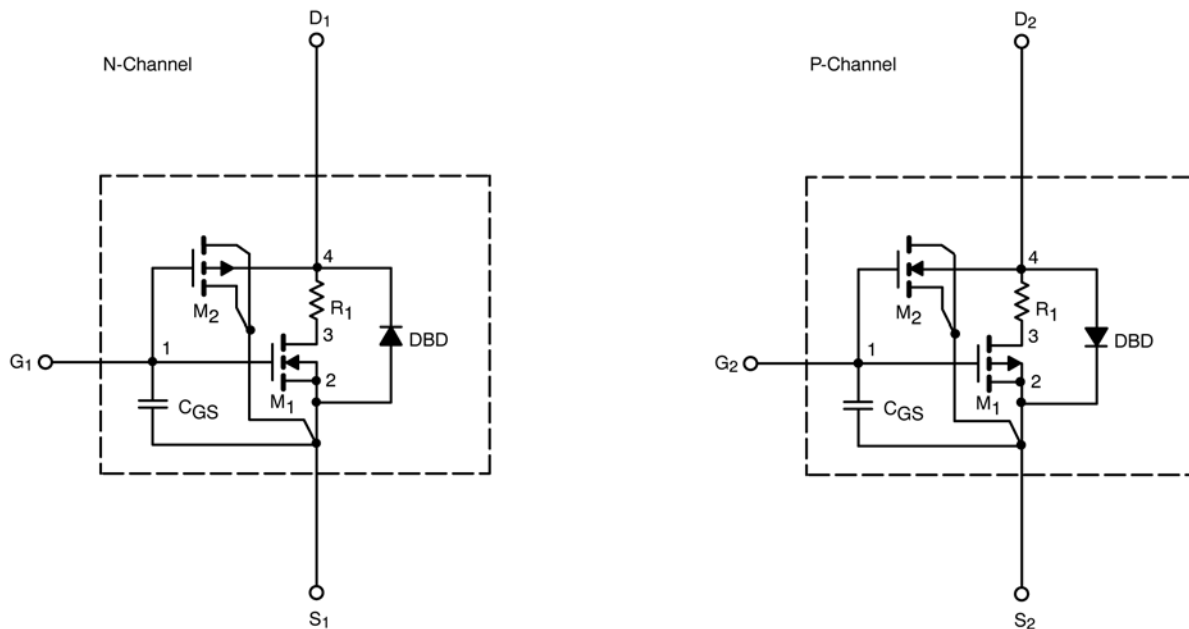 D1
N-Channel
4
M2
R1
3
DBD
G1
1
2
M1
CGS
S1
D2
P-Channel
4
M2
R1
3
DBD
G2
1
2
M1
CGS
S2